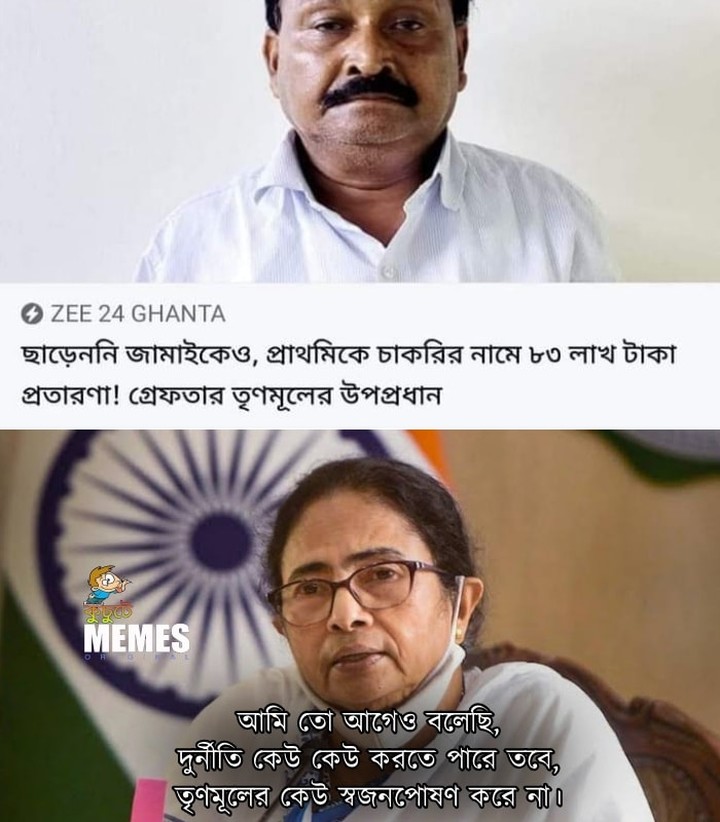 ZEE 24 GHANTA
ছাড়েননি জামাইকেও, প্রাথমিকে চাকরির নামে ৮৩ লাখ টাকা
প্রতারণা! গ্রেফতার তৃণমূলের উপপ্রধান
MEMES
ORIGINAL
আমি তো আগেও বলেছি,
দুর্নীতি কেউ কেউ করতে পারে তবে,
তৃণমূলের কেউ স্বজনপোষণ করে না।